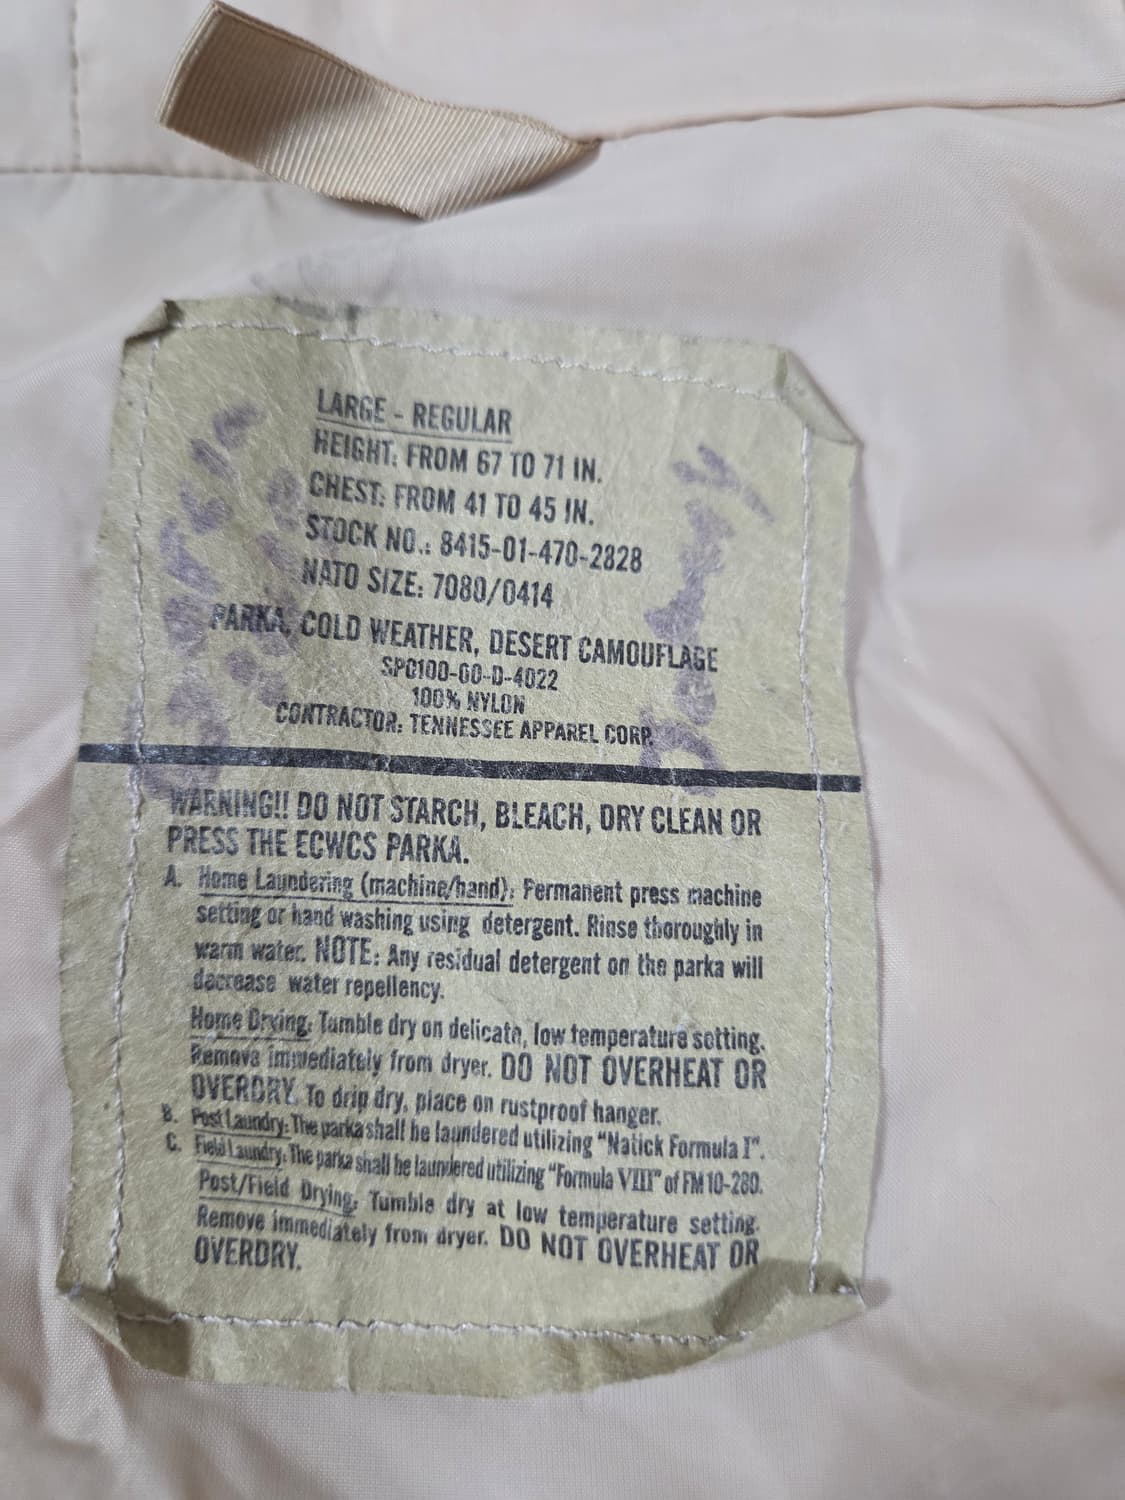 LARGE - REGULAR
HEIGHT: FROM 67 TO 71 IN.
CHEST: FROM 41 TO 45 IN.
STOCK NO.: 8415-01-470-2828
NATO SIZE: 7080/0414
PARKA, COLD WEATHER, DESERT CAMOUFLAGE
SPO100-00-D-4022
100% NYLON
CONTRACTOR: TENNESSEE APPAREL CORP.
WARNING!! DO NOT STARCH, BLEACH, DRY CLEAN OR
PRESS THE ECWCS PARKA.
A. Home Laundering (machine/hand): Permanent press machine
setting or hand washing using detergent. Rinse thoroughly in
warm water. NOTE: Any residual detergent on the parka will
decrease water repellency.
Home Drying: Tumble dry on delicate, low temperature setting.
Remove immediately from dryer. DO NOT OVERHEAT OR
OVERDRY. To drip dry, place on rustproof hanger.
B. Post Laundry: The parka shall be laundered utilizing "Natick Formula I".
C. Field Laundry: The parka shall be laundered utilizing "Formula VIII" of FM 10-280.
Post/Field Drying: Tumble dry at low temperature setting.
Remove immediately from dryer. DO NOT OVERHEAT OR
OVERDRY.